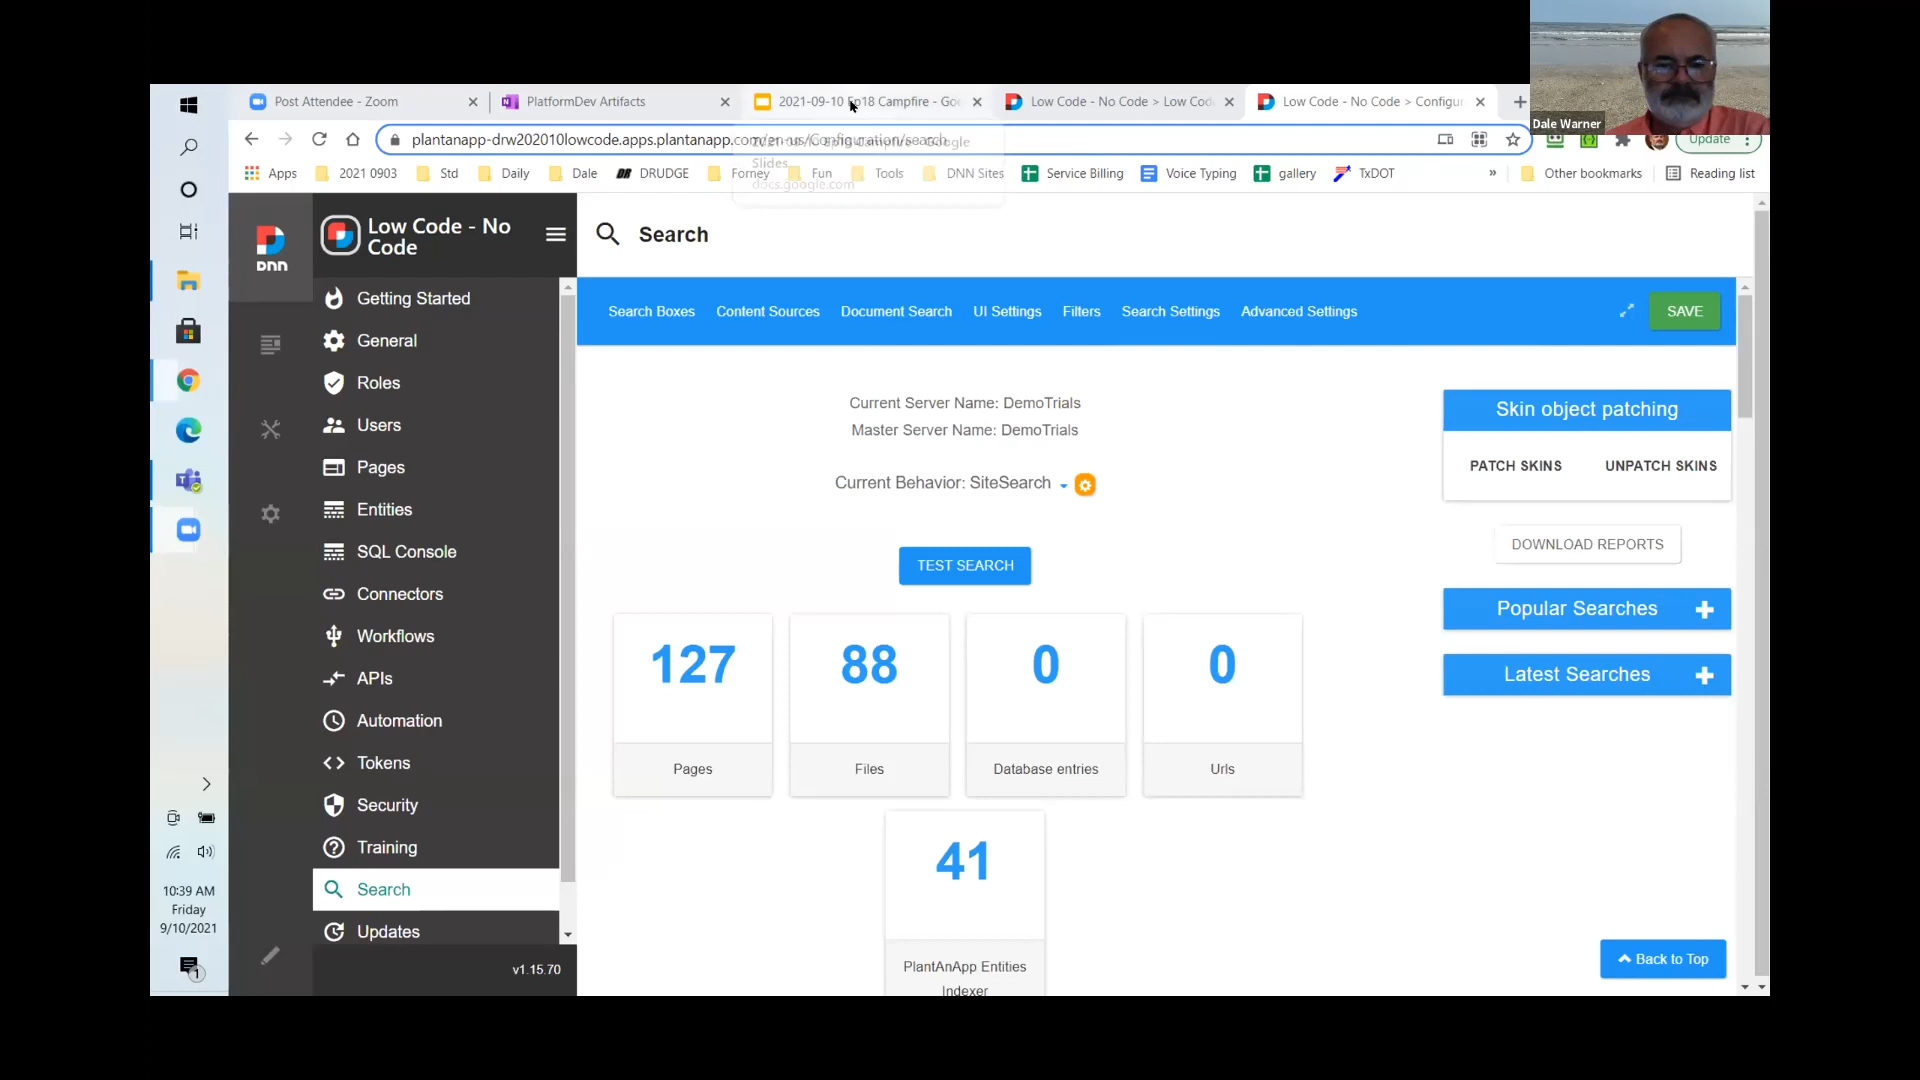 Dale Warner
Post Attendee - Zoom
PlatformDev Artifacts
2021-09-10 Ep18 Campfire - Goo
Low Code - No Code > Low Cod
Low Code - No Code > Configur
plantanapp-drw202010lowcode.apps.plantanapp.com/en-us/Configuration/search
Update
Slides
docs.google.com
Apps
2021 0903
Std
Daily
Dale
DRUDGE
Forney
Fun
Tools
DNN Sites
Service Billing
Voice Typing
gallery
TxDOT
»
Other bookmarks
Reading list
DNN
Low Code - No
Code
Search
Getting Started
General
Roles
Users
Pages
Entities
SQL Console
Connectors
Workflows
APIs
Automation
Tokens
Security
Training
Search
Updates
v1.15.70
Search Boxes
Content Sources
Document Search
UI Settings
Filters
Search Settings
Advanced Settings
SAVE
Current Server Name: DemoTrials
Master Server Name: DemoTrials
Current Behavior: SiteSearch
TEST SEARCH
127
Pages
88
Files
0
Database entries
0
Urls
41
PlantAnApp Entities
Indexer
Skin object patching
PATCH SKINS
UNPATCH SKINS
DOWNLOAD REPORTS
Popular Searches
Latest Searches
Back to Top
10:39 AM
Friday
9/10/2021
1